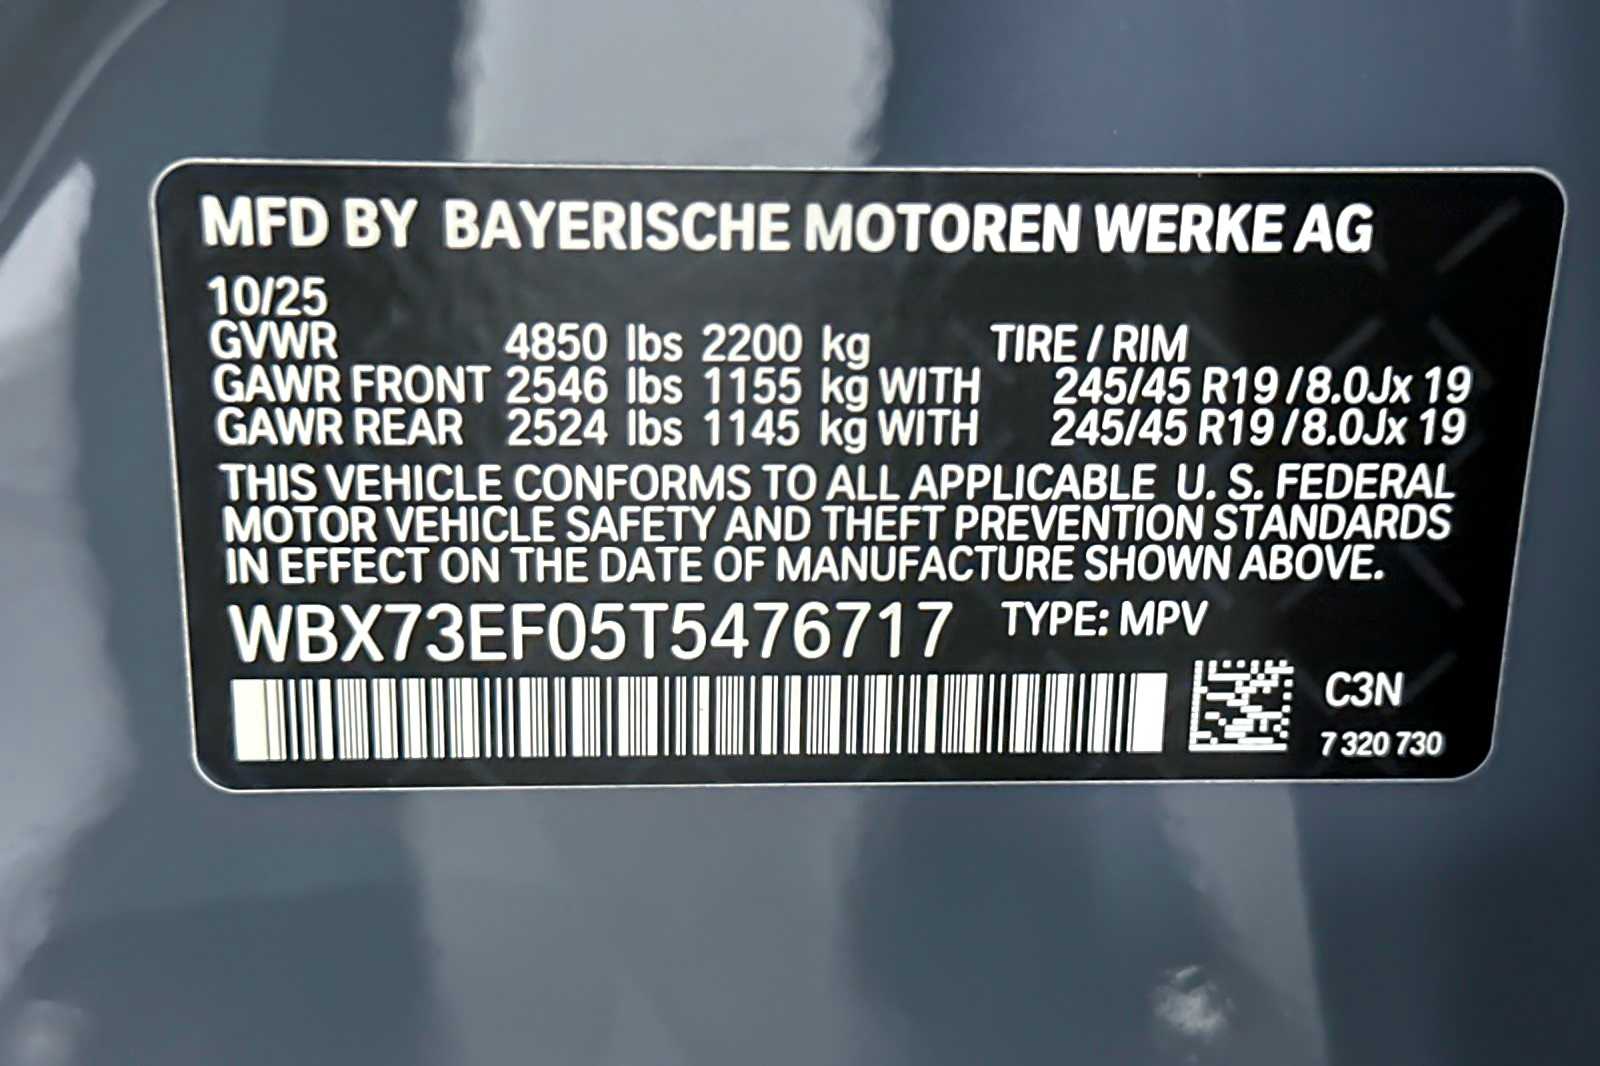 MFD BY BAYERISCHE MOTOREN WERKE AG
10/25
GVWR 4850 lbs 2200 kg TIRE / RIM
GAWR FRONT 2546 lbs 1155 kg WITH 245/45 R19 /8.0Jx 19
GAWR REAR 2524 lbs 1145 kg WITH 245/45 R19 /8.0Jx 19
THIS VEHICLE CONFORMS TO ALL APPLICABLE U. S. FEDERAL
MOTOR VEHICLE SAFETY AND THEFT PREVENTION STANDARDS
IN EFFECT ON THE DATE OF MANUFACTURE SHOWN ABOVE.
WBX73EF05T5476717 TYPE: MPV
C3N
7 320 730